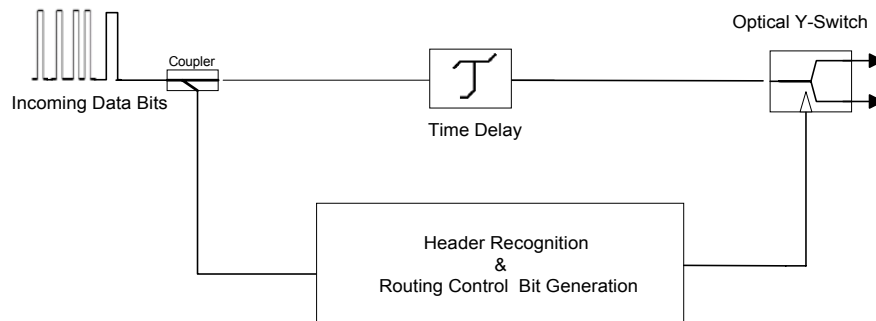 Optical Y-Switch
Coupler
Incoming Data Bits
Time Delay
Header Recognition
&
Routing Control Bit Generation